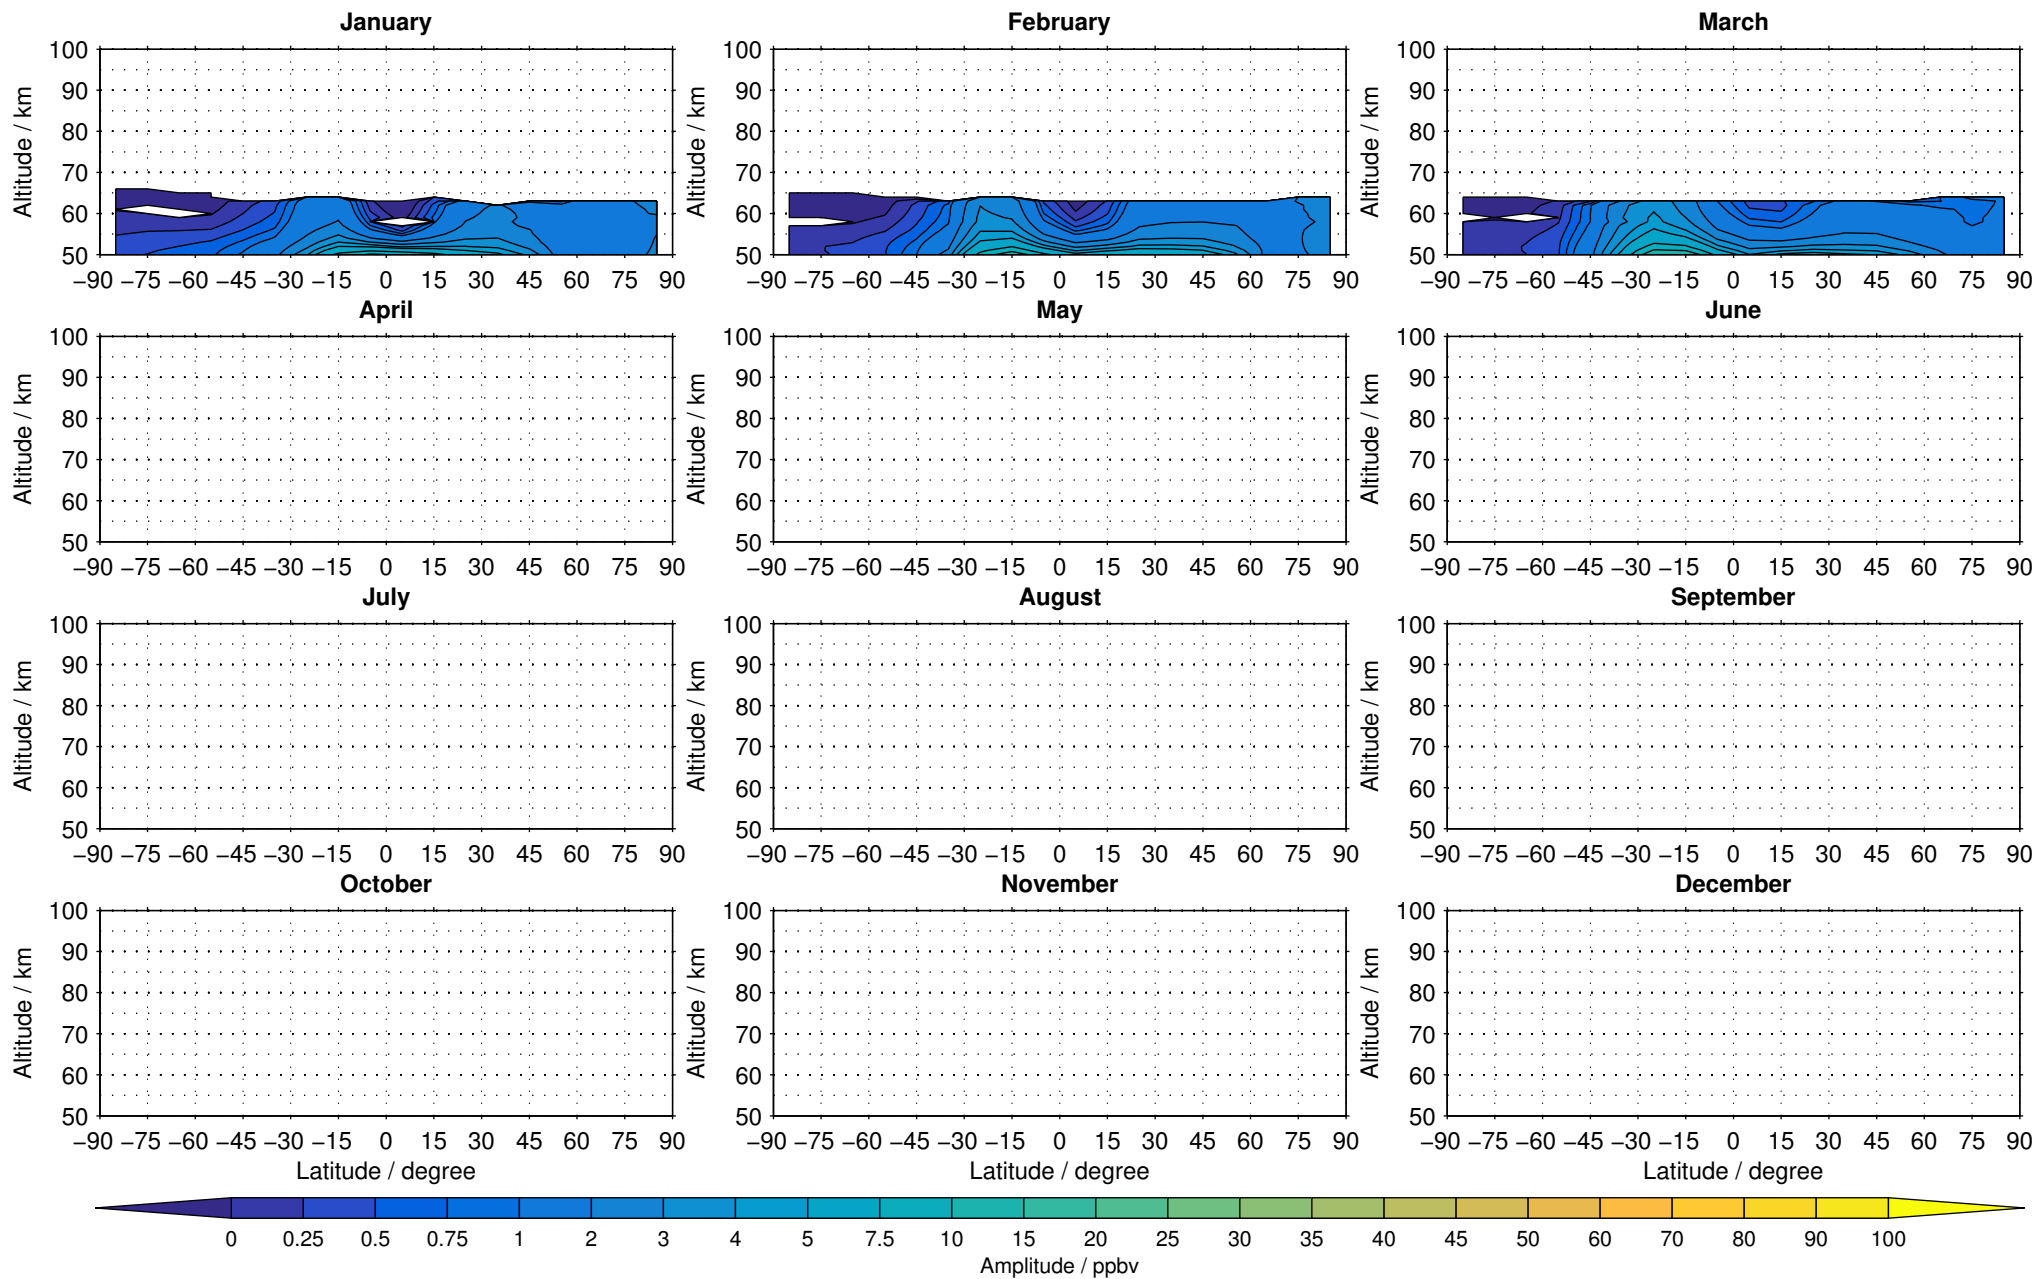 January February March
100 100 100
90 90 90
80 80 80
70 70 70
60 60 60
50 50 50
Altitude / km Altitude / km Altitude / km
−90 −75 −60 −45 −30 −15 0 15 30 45 60 75 90 −90 −75 −60 −45 −30 −15 0 15 30 45 60 75 90 −90 −75 −60 −45 −30 −15 0 15 30 45 60 75 90
April May June
100 100 100
90 90 90
80 80 80
70 70 70
60 60 60
50 50 50
Altitude / km Altitude / km Altitude / km
−90 −75 −60 −45 −30 −15 0 15 30 45 60 75 90 −90 −75 −60 −45 −30 −15 0 15 30 45 60 75 90 −90 −75 −60 −45 −30 −15 0 15 30 45 60 75 90
July August September
100 100 100
90 90 90
80 80 80
70 70 70
60 60 60
50 50 50
Altitude / km Altitude / km Altitude / km
−90 −75 −60 −45 −30 −15 0 15 30 45 60 75 90 −90 −75 −60 −45 −30 −15 0 15 30 45 60 75 90 −90 −75 −60 −45 −30 −15 0 15 30 45 60 75 90
October November December
100 100 100
90 90 90
80 80 80
70 70 70
60 60 60
50 50 50
Altitude / km Altitude / km Altitude / km
−90 −75 −60 −45 −30 −15 0 15 30 45 60 75 90 −90 −75 −60 −45 −30 −15 0 15 30 45 60 75 90 −90 −75 −60 −45 −30 −15 0 15 30 45 60 75 90
Latitude / degree Latitude / degree Latitude / degree
0 0.25 0.5 0.75 1 2 3 4 5 7.5 10 15 20 25 30 35 40 45 50 60 70 80 90 100
Amplitude / ppbv